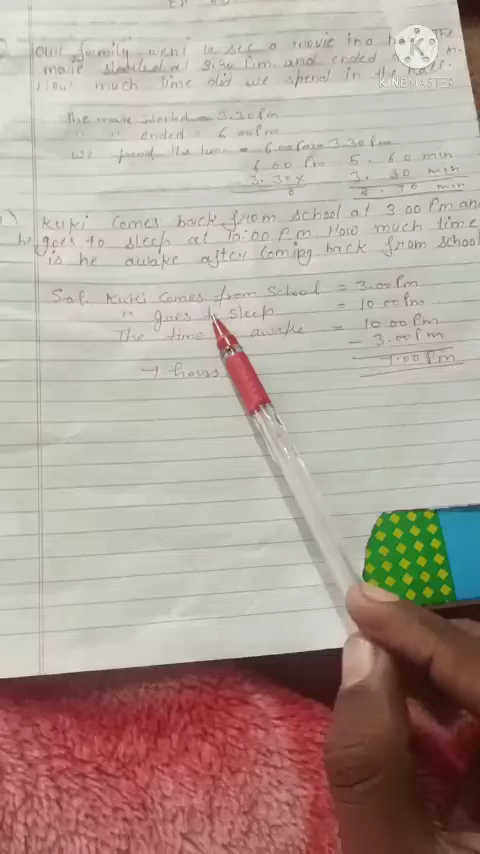 Our family went to see a movie in a The
movie started at 3.30 Pm and ended
How much time did we spend in the hall.
KINEMASTER
The movie started = 3.30 Pm
" " ended = 6.00 Pm
We spend the time = 6.00 Pm 3.30 Pm
6.00 Pm 5.60 min
3.30 3.30 min
30 min
Kuki comes back from school at 3.00 Pm and
he goes to sleep at 10:00 P.m How much time
is he awake after coming back from school
Sol. Kuki comes from school = 3.00 Pm
" goes to sleep = 10.00 Pm
The time awake = 10.00 Pm
- 3.00 Pm
7.00 Pm
7 hours